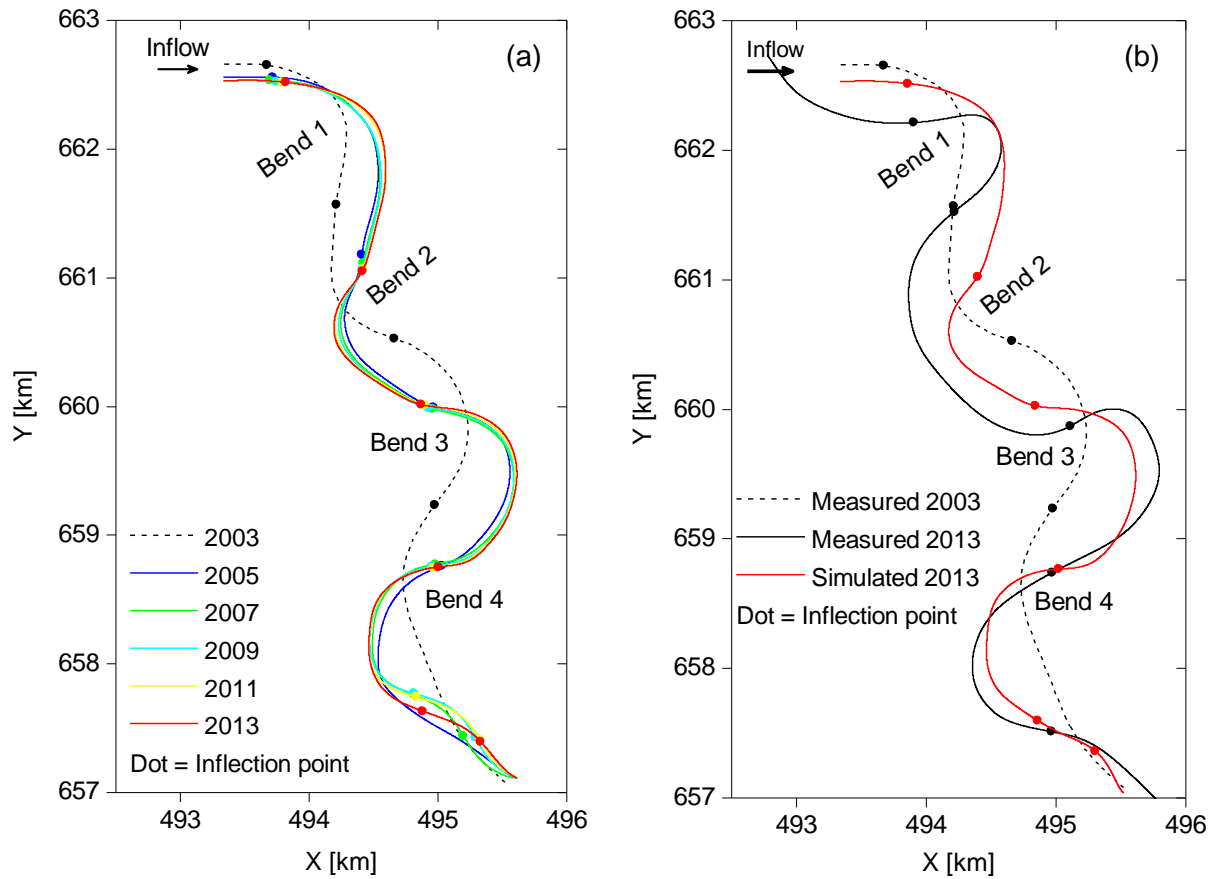 663
662
661
660
659
658
657
Y [km]
493
494
495
496
X [km]
Inflow
(a)
Bend 1
Bend 2
Bend 3
Bend 4
2003
2005
2007
2009
2011
2013
Dot = Inflection point
663
662
661
660
659
658
657
Y [km]
493
494
495
496
X [km]
Inflow
(b)
Bend 1
Bend 2
Bend 3
Bend 4
Measured 2003
Measured 2013
Simulated 2013
Dot = Inflection point